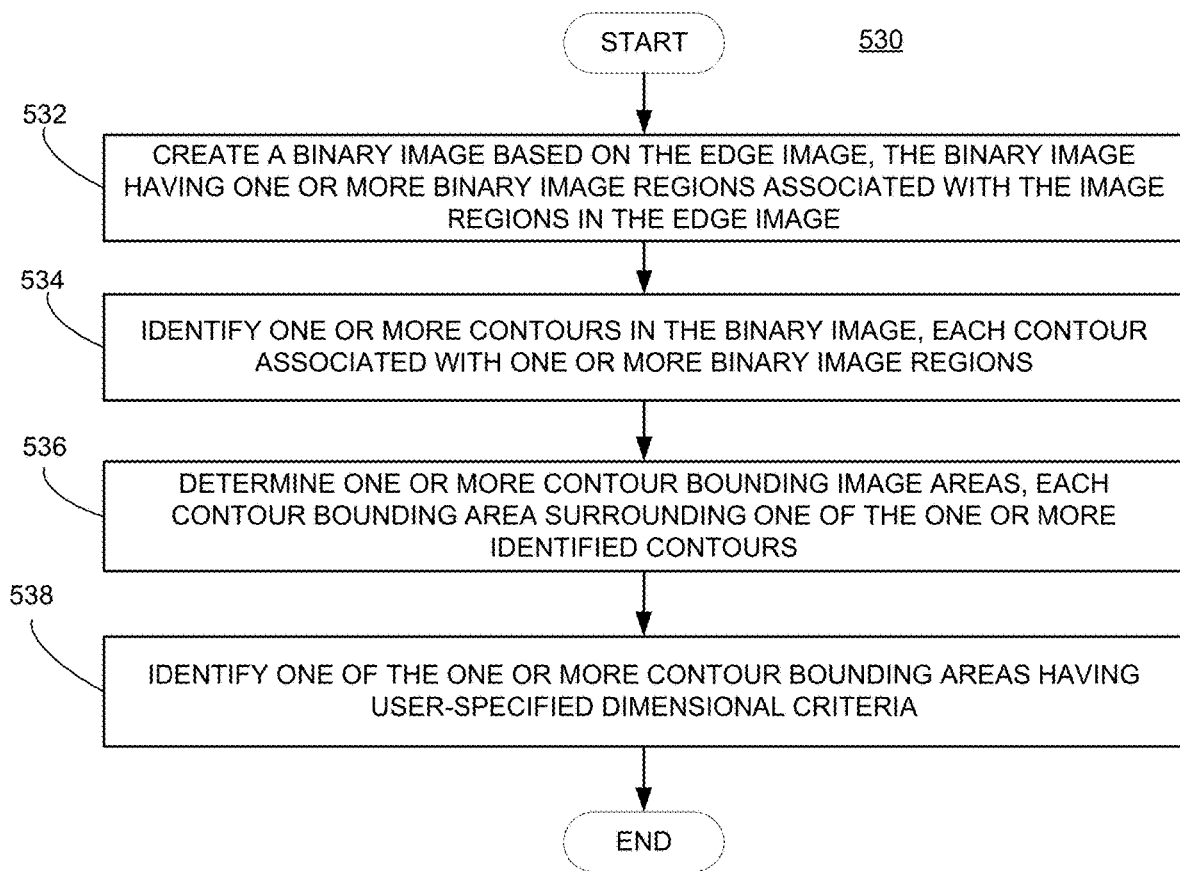 START
530
532
CREATE A BINARY IMAGE BASED ON THE EDGE IMAGE, THE BINARY IMAGE
HAVING ONE OR MORE BINARY IMAGE REGIONS ASSOCIATED WITH THE IMAGE
REGIONS IN THE EDGE IMAGE
534
IDENTIFY ONE OR MORE CONTOURS IN THE BINARY IMAGE, EACH CONTOUR
ASSOCIATED WITH ONE OR MORE BINARY IMAGE REGIONS
536
DETERMINE ONE OR MORE CONTOUR BOUNDING IMAGE AREAS, EACH
CONTOUR BOUNDING AREA SURROUNDING ONE OF THE ONE OR MORE
IDENTIFIED CONTOURS
538
IDENTIFY ONE OF THE ONE OR MORE CONTOUR BOUNDING AREAS HAVING
USER-SPECIFIED DIMENSIONAL CRITERIA
END